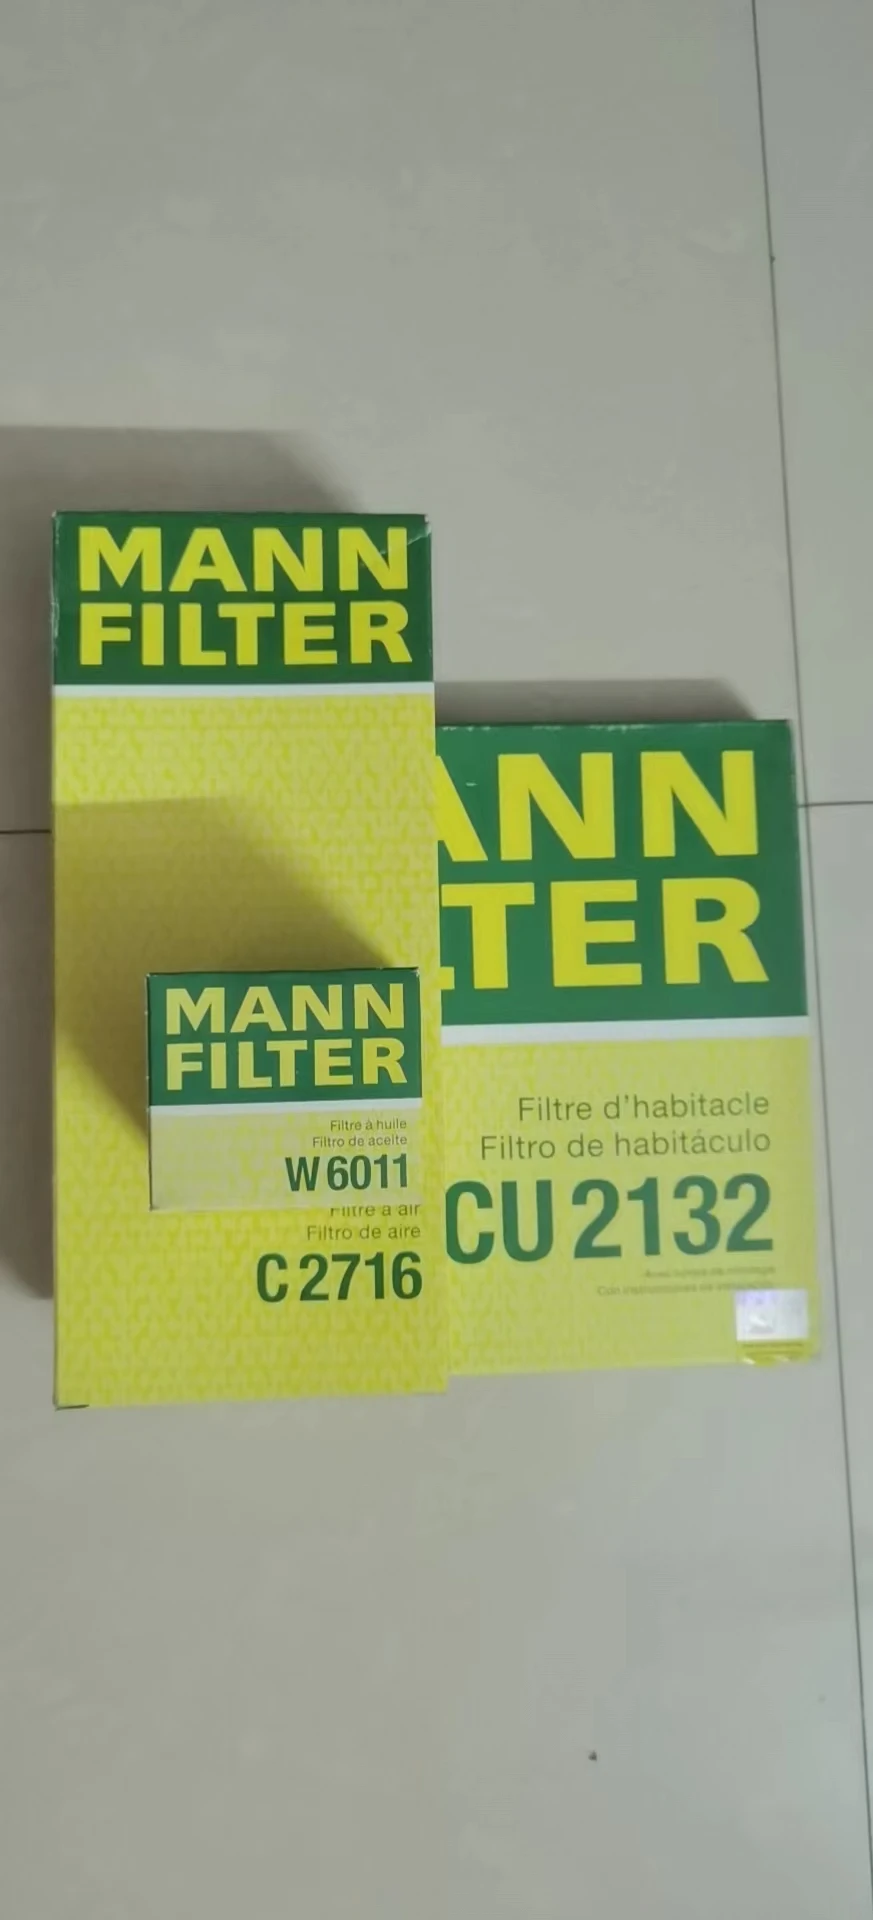 MANN
FILTER
MANN
FILTER
Filtre à huile
Filtro de aceite
W 6011
Filtre à air
Filtro de aire
C 2716
ANN
LTER
Filtre d'habitacle
Filtro de habitáculo
CU 2132